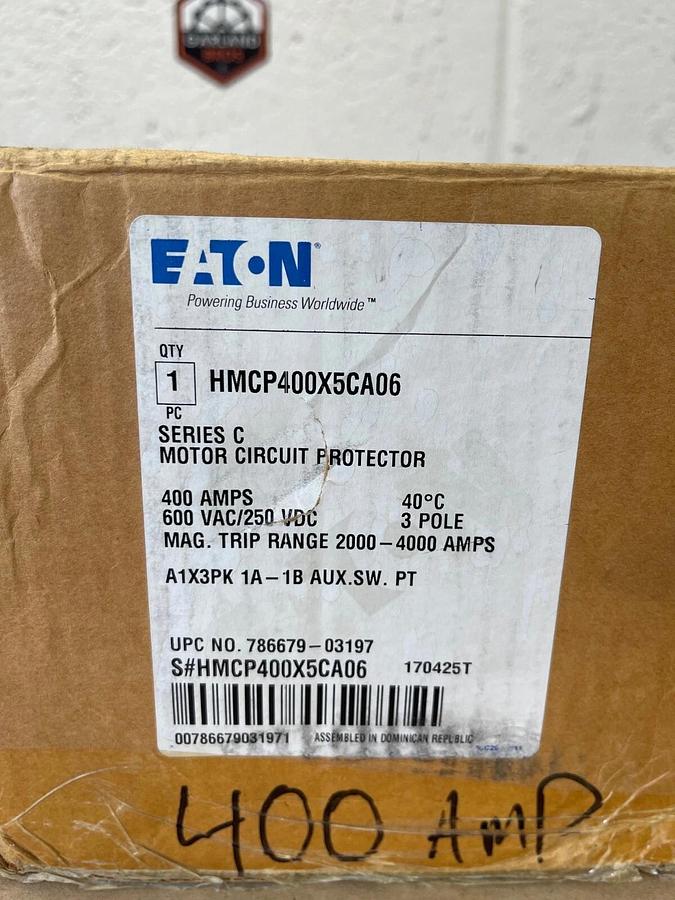 EATON®
Powering Business Worldwide™
QTY
1 HMCP400X5CA06
PC
SERIES C
MOTOR CIRCUIT PROTECTOR
400 AMPS 40°C
600 VAC/250 VDC 3 POLE
MAG. TRIP RANGE 2000-4000 AMPS
A1X3PK 1A-1B AUX.SW. PT
UPC NO. 786679-03197
S#HMCP400X5CA06 170425T
00786679031971 ASSEMBLED IN DOMINICAN REPUBLIC
400 AMP